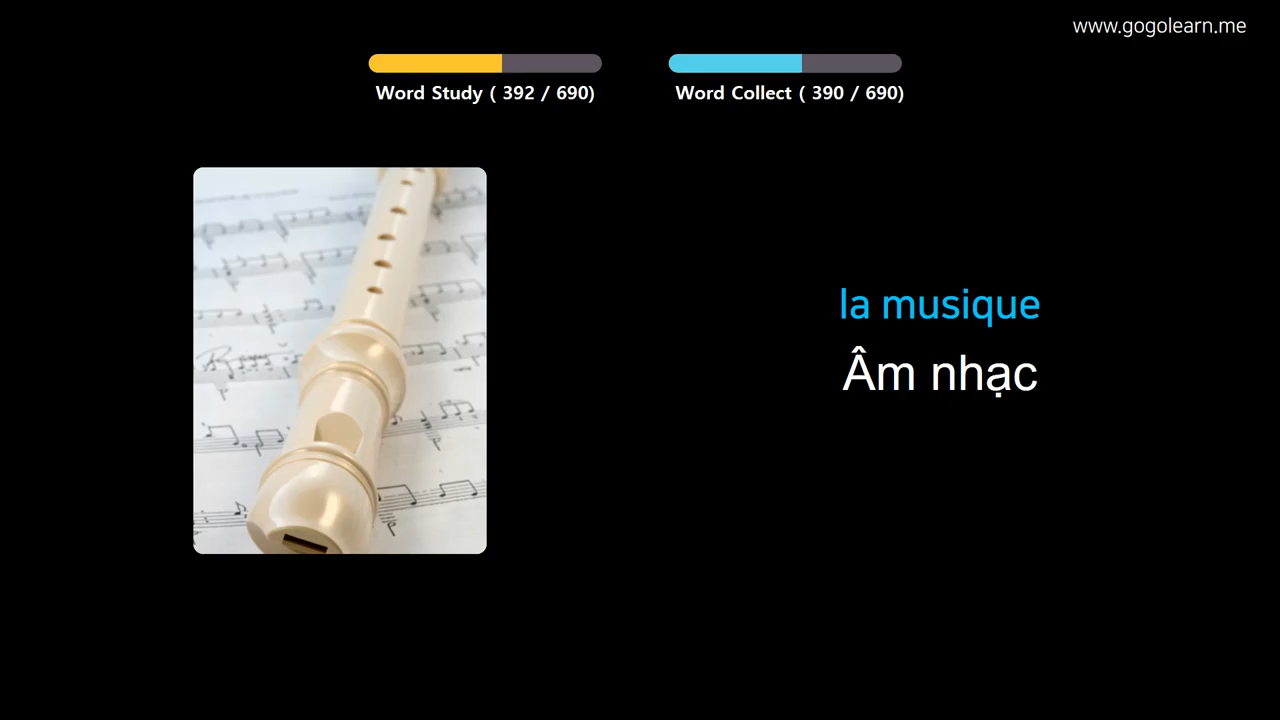 www.gogolearn.me
Word Study ( 392 / 690)
Word Collect ( 390 / 690)
la musique
Âm nhạc